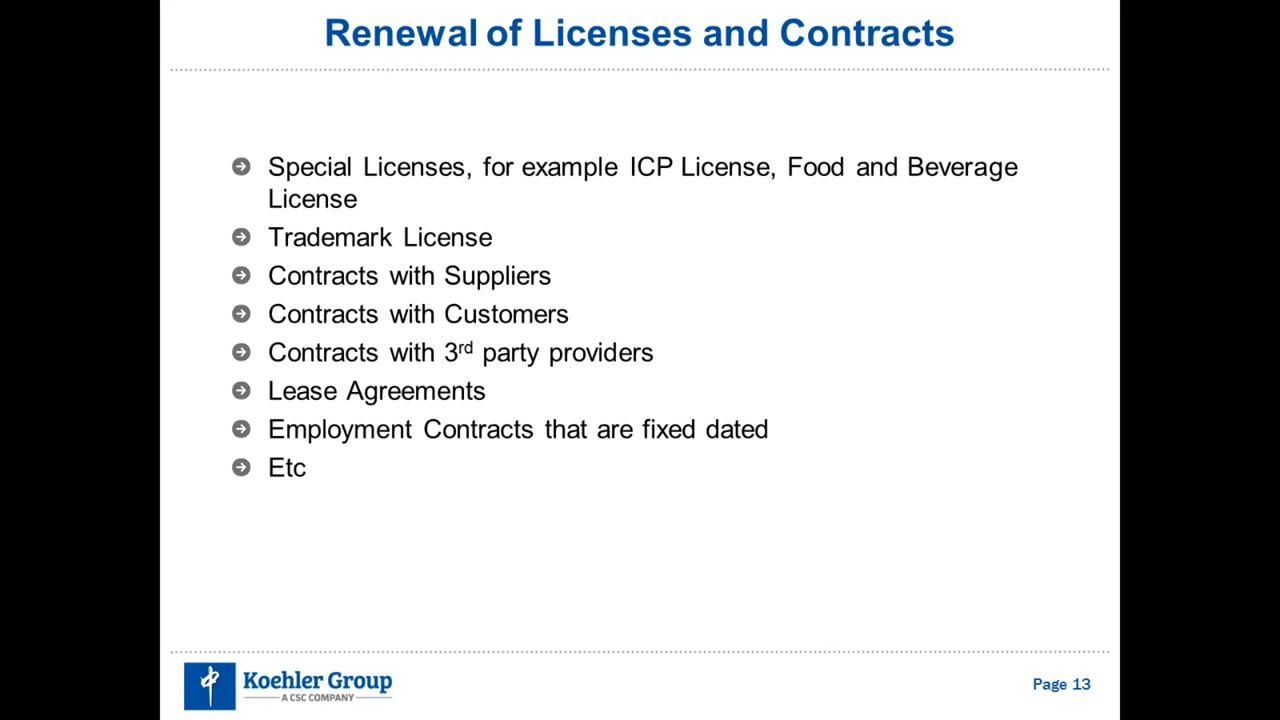 Renewal of Licenses and Contracts
Special Licenses, for example ICP License, Food and Beverage
License
Trademark License
Contracts with Suppliers
Contracts with Customers
Contracts with 3rd party providers
Lease Agreements
Employment Contracts that are fixed dated
Etc
Koehler Group
A CSC COMPANY
Page 13